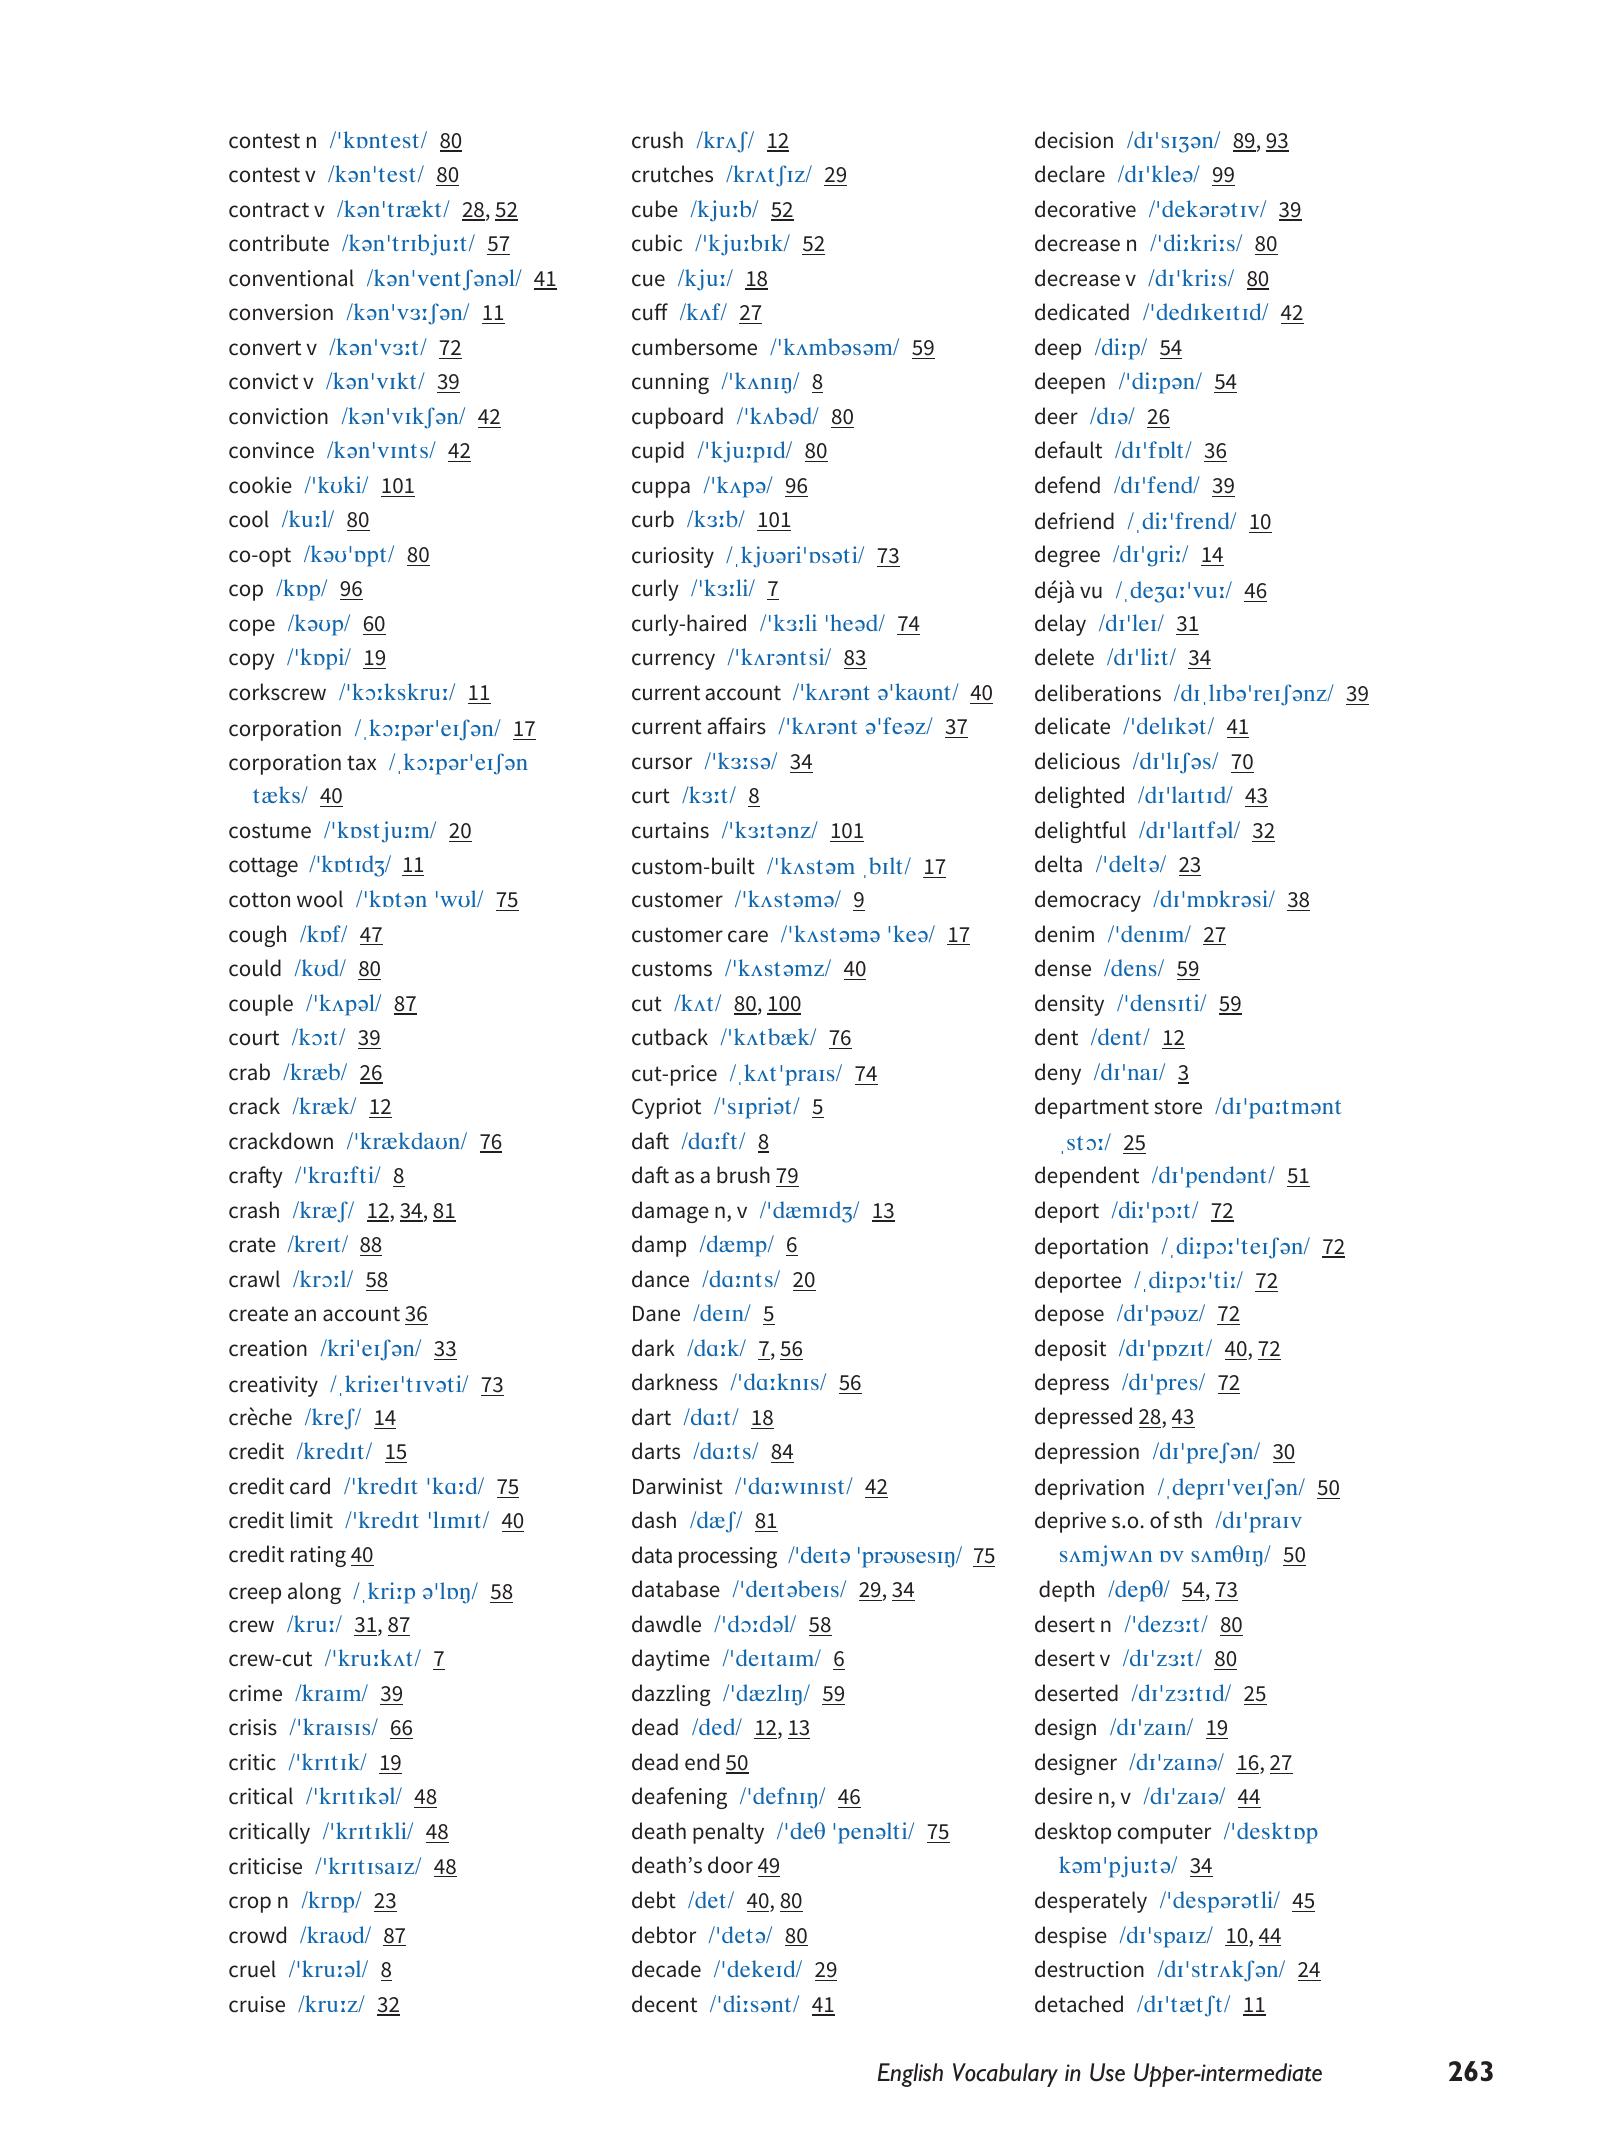 contest n /ˈkɒntest/ 80
contest v /kənˈtest/ 80
contract v /kənˈtrækt/ 28, 52
contribute /kənˈtrɪbjuːt/ 57
conventional /kənˈventʃənəl/ 41
conversion /kənˈvɜːʃən/ 11
convert v /kənˈvɜːt/ 72
convict v /kənˈvɪkt/ 39
conviction /kənˈvɪkʃən/ 42
convince /kənˈvɪnts/ 42
cookie /ˈkʊki/ 101
cool /kuːl/ 80
co-opt /kəʊˈɒpt/ 80
cop /kɒp/ 96
cope /kəʊp/ 60
copy /ˈkɒpi/ 19
corkscrew /ˈkɔːkskruː/ 11
corporation /ˌkɔːpərˈeɪʃən/ 17
corporation tax /ˌkɔːpərˈeɪʃən
tæks/ 40
costume /ˈkɒstjuːm/ 20
cottage /ˈkɒtɪdʒ/ 11
cotton wool /ˈkɒtən ˈwʊl/ 75
cough /kɒf/ 47
could /kʊd/ 80
couple /ˈkʌpəl/ 87
court /kɔːt/ 39
crab /kræb/ 26
crack /kræk/ 12
crackdown /ˈkrækdaʊn/ 76
crafty /ˈkrɑːfti/ 8
crash /kræʃ/ 12, 34, 81
crate /kreɪt/ 88
crawl /krɔːl/ 58
create an account 36
creation /kriˈeɪʃən/ 33
creativity /ˌkriːeɪˈtɪvəti/ 73
crèche /kreʃ/ 14
credit /kredɪt/ 15
credit card /ˈkredɪt ˈkɑːd/ 75
credit limit /ˈkredɪt ˈlɪmɪt/ 40
credit rating 40
creep along /ˌkriːp əˈlɒŋ/ 58
crew /kruː/ 31, 87
crew-cut /ˈkruːkʌt/ 7
crime /kraɪm/ 39
crisis /ˈkraɪsɪs/ 66
critic /ˈkrɪtɪk/ 19
critical /ˈkrɪtɪkəl/ 48
critically /ˈkrɪtɪkli/ 48
criticise /ˈkrɪtɪsaɪz/ 48
crop n /krɒp/ 23
crowd /kraʊd/ 87
cruel /ˈkruːəl/ 8
cruise /kruːz/ 32
crush /krʌʃ/ 12
crutches /krʌtʃɪz/ 29
cube /kjuːb/ 52
cubic /ˈkjuːbɪk/ 52
cue /kjuː/ 18
cuff /kʌf/ 27
cumbersome /ˈkʌmbəsəm/ 59
cunning /ˈkʌnɪŋ/ 8
cupboard /ˈkʌbəd/ 80
cupid /ˈkjuːpɪd/ 80
cuppa /ˈkʌpə/ 96
curb /kɜːb/ 101
curiosity /ˌkjʊəriˈɒsəti/ 73
curly /ˈkɜːli/ 7
curly-haired /ˈkɜːli ˈheəd/ 74
currency /ˈkʌrəntsi/ 83
current account /ˈkʌrənt əˈkaʊnt/ 40
current affairs /ˈkʌrənt əˈfeəz/ 37
cursor /ˈkɜːsə/ 34
curt /kɜːt/ 8
curtains /ˈkɜːtənz/ 101
custom-built /ˈkʌstəm ˌbɪlt/ 17
customer /ˈkʌstəmə/ 9
customer care /ˈkʌstəmə ˈkeə/ 17
customs /ˈkʌstəmz/ 40
cut /kʌt/ 80, 100
cutback /ˈkʌtbæk/ 76
cut-price /ˌkʌtˈpraɪs/ 74
Cypriot /ˈsɪpriət/ 5
daft /dɑːft/ 8
daft as a brush 79
damage n, v /ˈdæmɪdʒ/ 13
damp /dæmp/ 6
dance /dɑːnts/ 20
Dane /deɪn/ 5
dark /dɑːk/ 7, 56
darkness /ˈdɑːknɪs/ 56
dart /dɑːt/ 18
darts /dɑːts/ 84
Darwinist /ˈdɑːwɪnɪst/ 42
dash /dæʃ/ 81
data processing /ˈdeɪtə ˈprəʊsesɪŋ/ 75
database /ˈdeɪtəbeɪs/ 29, 34
dawdle /ˈdɔːdəl/ 58
daytime /ˈdeɪtaɪm/ 6
dazzling /ˈdæzlɪŋ/ 59
dead /ded/ 12, 13
dead end 50
deafening /ˈdefnɪŋ/ 46
death penalty /ˈdeθ ˈpenəlti/ 75
death’s door 49
debt /det/ 40, 80
debtor /ˈdetə/ 80
decade /ˈdekeɪd/ 29
decent /ˈdiːsənt/ 41
decision /dɪˈsɪʒən/ 89, 93
declare /dɪˈkleə/ 99
decorative /ˈdekərətɪv/ 39
decrease n /ˈdiːkriːs/ 80
decrease v /dɪˈkriːs/ 80
dedicated /ˈdedɪkeɪtɪd/ 42
deep /diːp/ 54
deepen /ˈdiːpən/ 54
deer /dɪə/ 26
default /dɪˈfɒlt/ 36
defend /dɪˈfend/ 39
defriend /ˌdiːˈfrend/ 10
degree /dɪˈgriː/ 14
déjà vu /ˌdeʒɑːˈvuː/ 46
delay /dɪˈleɪ/ 31
delete /dɪˈliːt/ 34
deliberations /dɪˌlɪbəˈreɪʃənz/ 39
delicate /ˈdelɪkət/ 41
delicious /dɪˈlɪʃəs/ 70
delighted /dɪˈlaɪtɪd/ 43
delightful /dɪˈlaɪtfəl/ 32
delta /ˈdeltə/ 23
democracy /dɪˈmɒkrəsi/ 38
denim /ˈdenɪm/ 27
dense /dens/ 59
density /ˈdensɪti/ 59
dent /dent/ 12
deny /dɪˈnaɪ/ 3
department store /dɪˈpɑːtmənt
ˌstɔː/ 25
dependent /dɪˈpendənt/ 51
deport /diːˈpɔːt/ 72
deportation /ˌdiːpɔːˈteɪʃən/ 72
deportee /ˌdiːpɔːˈtiː/ 72
depose /dɪˈpəʊz/ 72
deposit /dɪˈpɒzɪt/ 40, 72
depress /dɪˈpres/ 72
depressed 28, 43
depression /dɪˈpreʃən/ 30
deprivation /ˌdeprɪˈveɪʃən/ 50
deprive s.o. of sth /dɪˈpraɪv
sʌmjwʌn ɒv sʌmθɪŋ/ 50
depth /depθ/ 54, 73
desert n /ˈdezɜːt/ 80
desert v /dɪˈzɜːt/ 80
deserted /dɪˈzɜːtɪd/ 25
design /dɪˈzaɪn/ 19
designer /dɪˈzaɪnə/ 16, 27
desire n, v /dɪˈzaɪə/ 44
desktop computer /ˈdesktɒp
kəmˈpjuːtə/ 34
desperately /ˈdespərətli/ 45
despise /dɪˈspaɪz/ 10, 44
destruction /dɪˈstrʌkʃən/ 24
detached /dɪˈtætʃt/ 11
English Vocabulary in Use Upper-intermediate 263